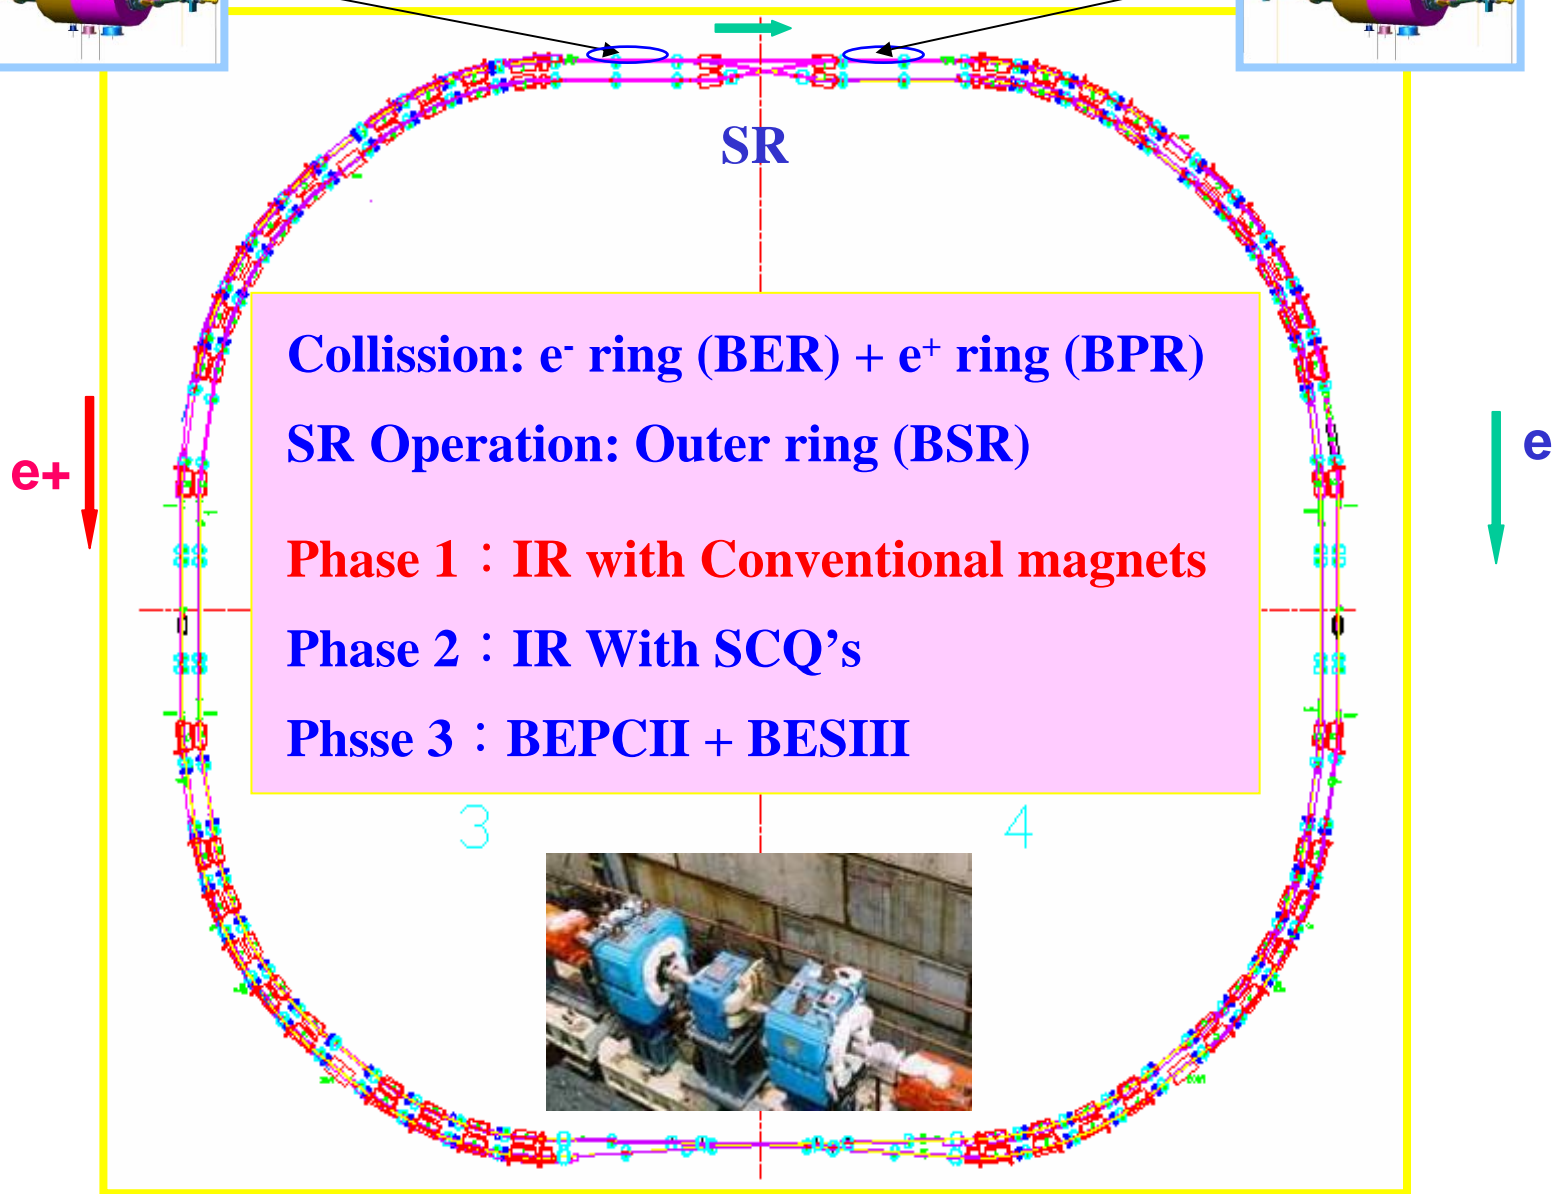 SR
Collission: e- ring (BER) + e+ ring (BPR)
SR Operation: Outer ring (BSR)
e+
e
Phase 1：IR with Conventional magnets
Phase 2：IR With SCQ’s
Phsse 3：BEPCII + BESIII
3
4